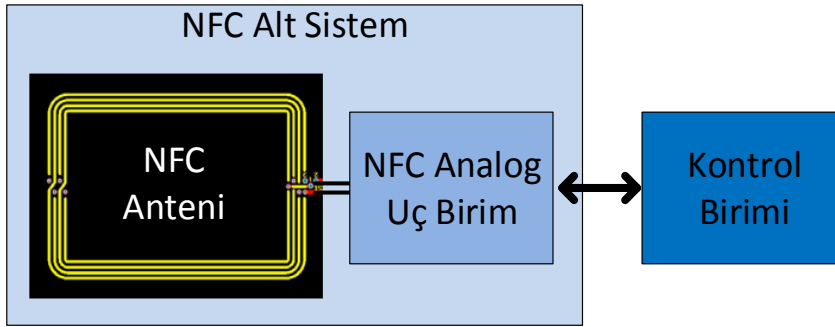 NFC Alt Sistem
NFC
Anteni
NFC Analog
Uç Birim
Kontrol
Birimi